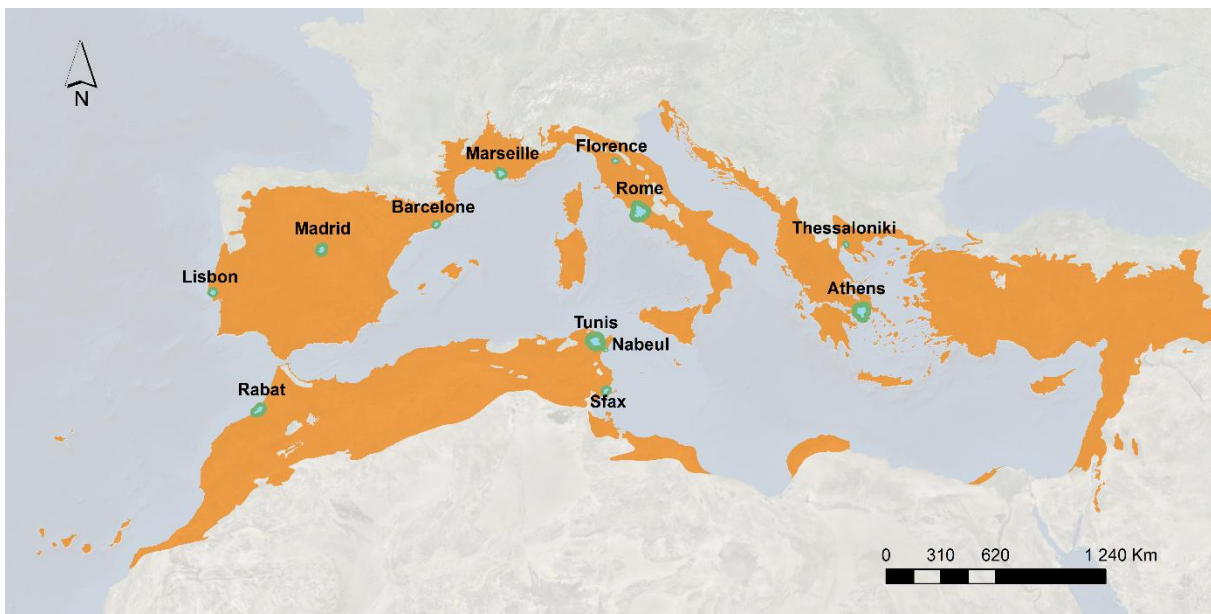 N
Marseille
Florence
Rome
Barcelone
Madrid
Thessaloniki
Lisbon
Athens
Tunis
Nabeul
Rabat
Sfax
0 310 620 1 240 Km